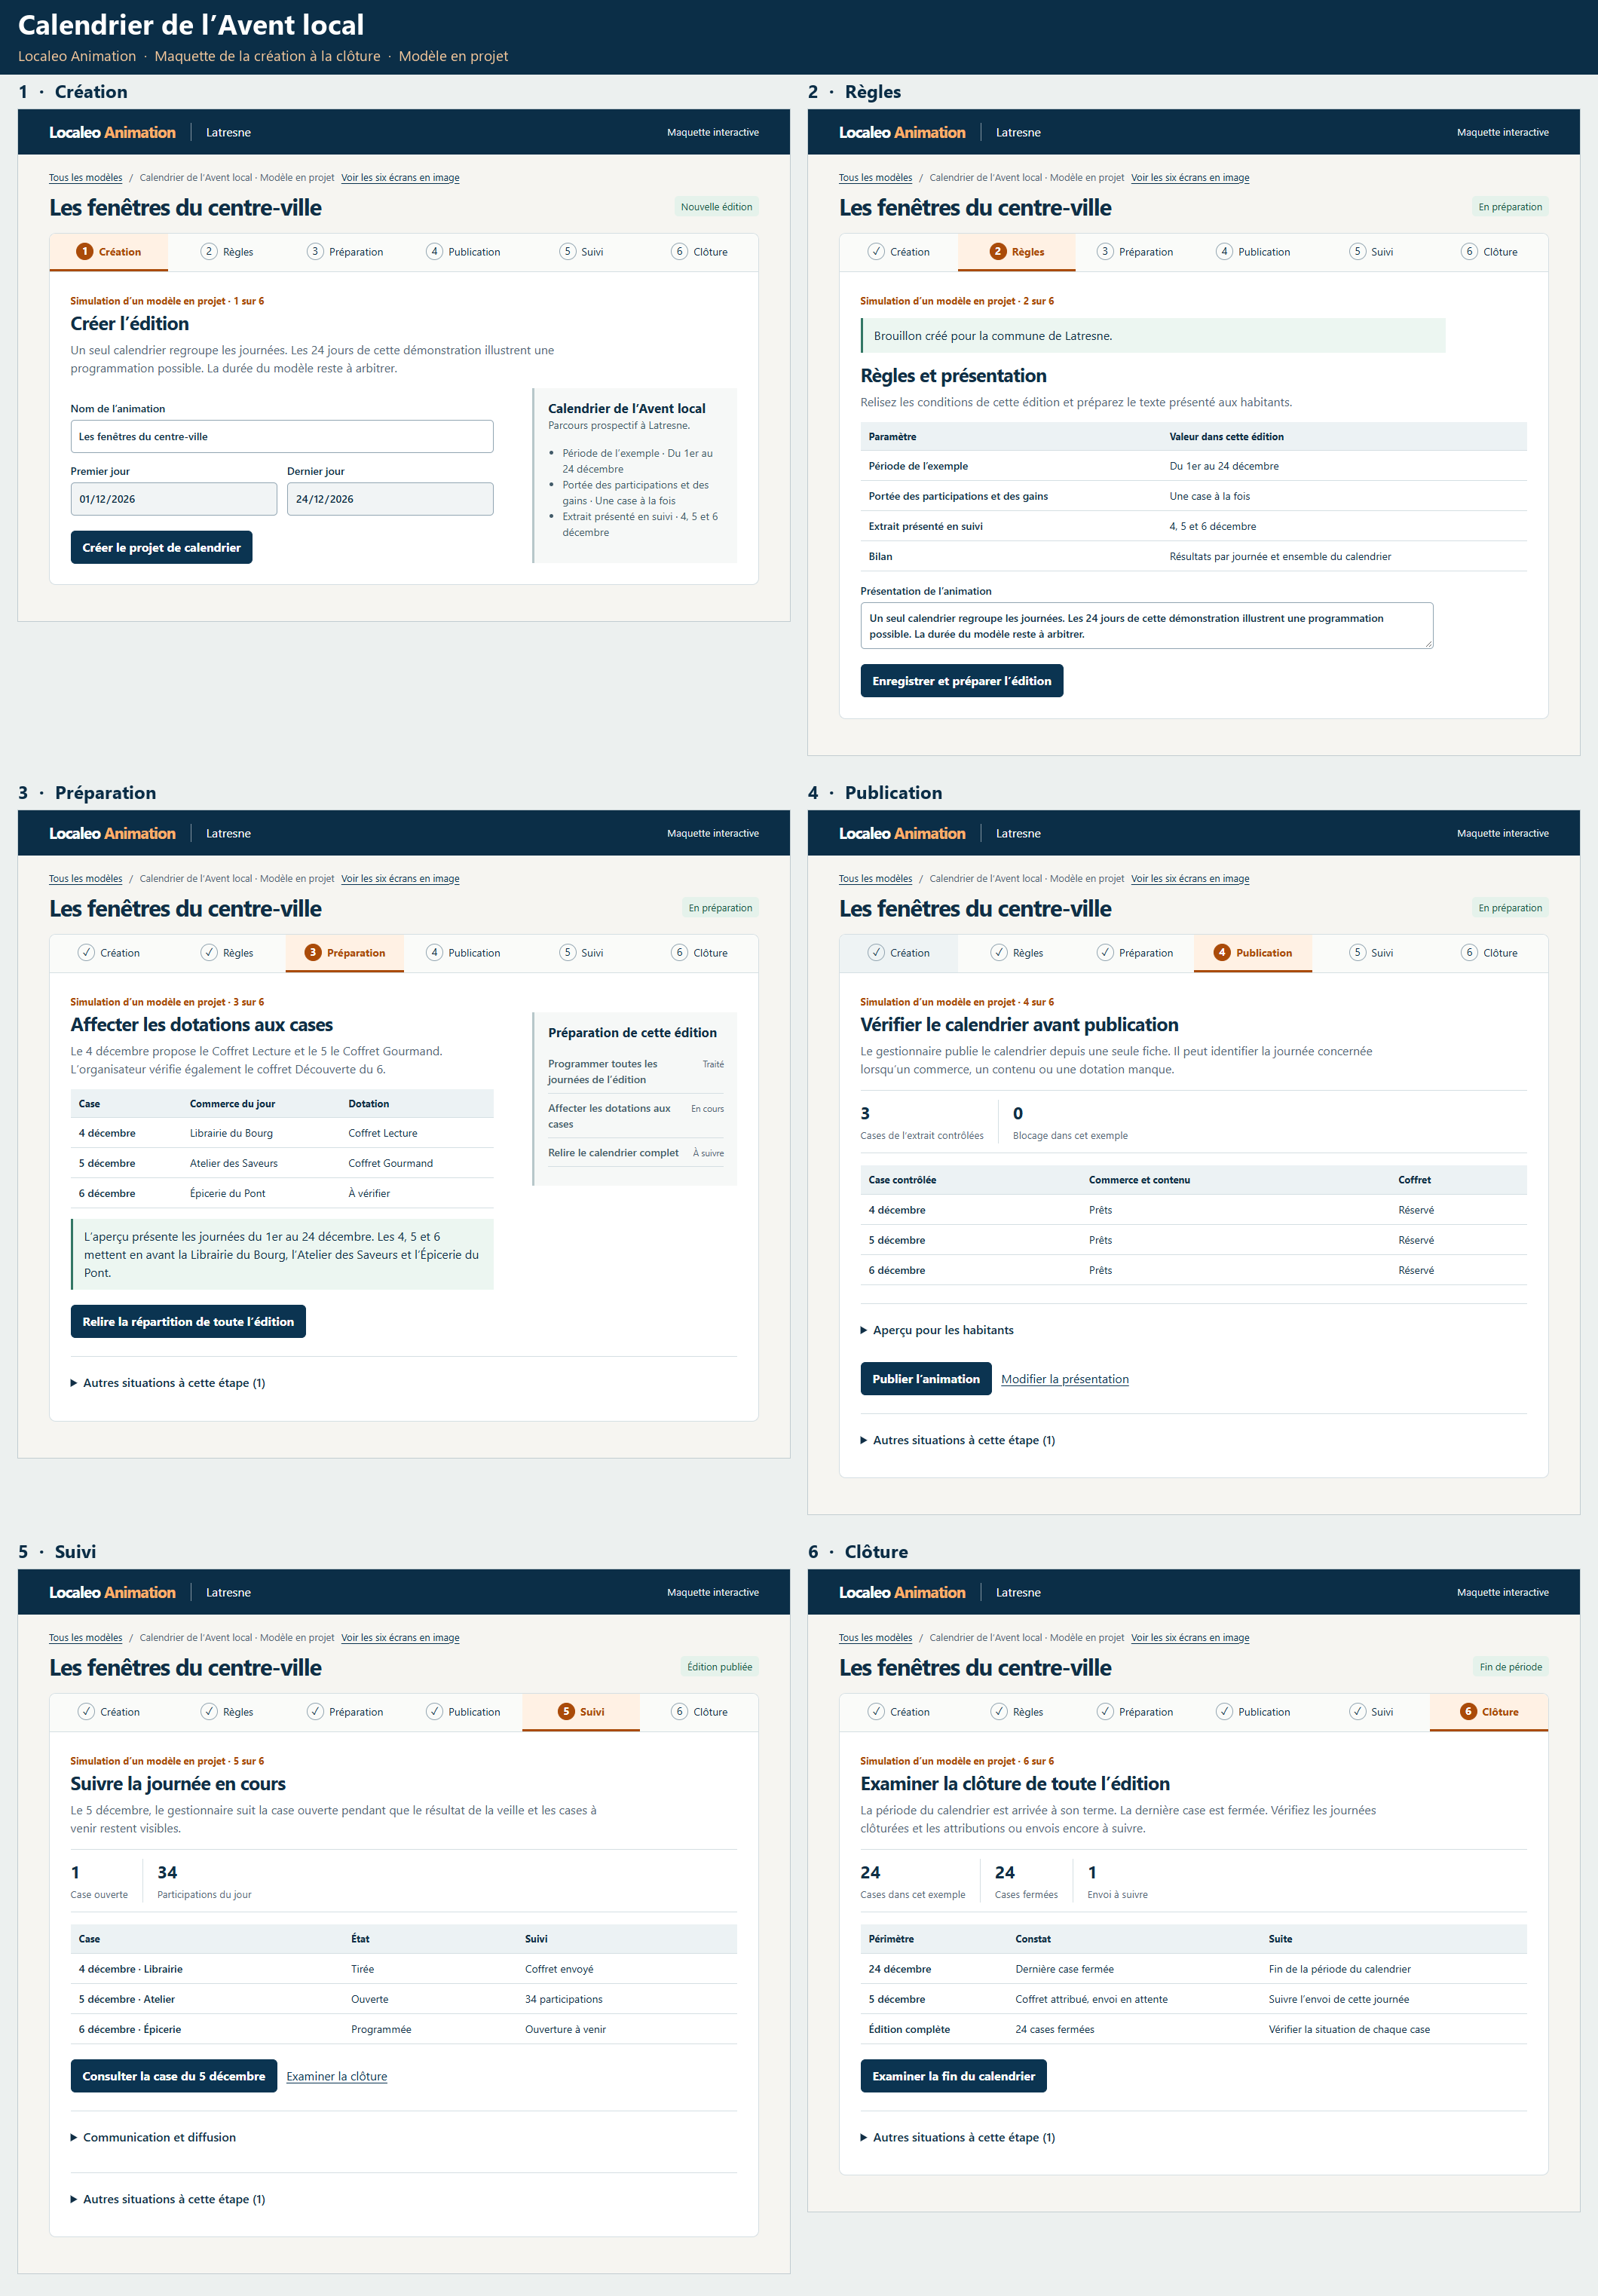 Calendrier de l’Avent local
Localeo Animation · Maquette de la création à la clôture · Modèle en projet
1 · Création
Localeo Animation
Latresne
Maquette interactive
Tous les modèles / Calendrier de l’Avent local · Modèle en projet Voir les six écrans en image
Les fenêtres du centre-ville
Nouvelle édition
1 Création
2 Règles
3 Préparation
4 Publication
5 Suivi
6 Clôture
Simulation d’un modèle en projet · 1 sur 6
Créer l’édition
Un seul calendrier regroupe les journées. Les 24 jours de cette démonstration illustrent une
programmation possible. La durée du modèle reste à arbitrer.
Nom de l’animation
Les fenêtres du centre-ville
Premier jour
Dernier jour
01/12/2026
24/12/2026
Créer le projet de calendrier
Calendrier de l’Avent local
Parcours prospectif à Latresne.
• Période de l’exemple · Du 1er au
24 décembre
• Portée des participations et des
gains · Une case à la fois
• Extrait présenté en suivi · 4, 5 et 6
décembre
2 · Règles
Localeo Animation
Latresne
Maquette interactive
Tous les modèles / Calendrier de l’Avent local · Modèle en projet Voir les six écrans en image
Les fenêtres du centre-ville
En préparation
✓ Création
2 Règles
3 Préparation
4 Publication
5 Suivi
6 Clôture
Simulation d’un modèle en projet · 2 sur 6
Brouillon créé pour la commune de Latresne.
Règles et présentation
Relisez les conditions de cette édition et préparez le texte présenté aux habitants.
Paramètre Valeur dans cette édition
Période de l’exemple Du 1er au 24 décembre
Portée des participations et des gains Une case à la fois
Extrait présenté en suivi 4, 5 et 6 décembre
Bilan Résultats par journée et ensemble du calendrier
Présentation de l’animation
Un seul calendrier regroupe les journées. Les 24 jours de cette démonstration illustrent une programmation
possible. La durée du modèle reste à arbitrer.
Enregistrer et préparer l’édition
3 · Préparation
Localeo Animation
Latresne
Maquette interactive
Tous les modèles / Calendrier de l’Avent local · Modèle en projet Voir les six écrans en image
Les fenêtres du centre-ville
En préparation
✓ Création
✓ Règles
3 Préparation
4 Publication
5 Suivi
6 Clôture
Simulation d’un modèle en projet · 3 sur 6
Affecter les dotations aux cases
Le 4 décembre propose le Coffret Lecture et le 5 le Coffret Gourmand.
L’organisateur vérifie également le coffret Découverte du 6.
Case Commerce du jour Dotation
4 décembre Librairie du Bourg Coffret Lecture
5 décembre Atelier des Saveurs Coffret Gourmand
6 décembre Épicerie du Pont À vérifier
L’aperçu présente les journées du 1er au 24 décembre. Les 4, 5 et 6
mettent en avant la Librairie du Bourg, l’Atelier des Saveurs et l’Épicerie du
Pont.
Relire la répartition de toute l’édition
▶ Autres situations à cette étape (1)
Préparation de cette édition
Programmer toutes les Traité
journées de l’édition
Affecter les dotations aux En cours
cases
Relire le calendrier complet À suivre
4 · Publication
Localeo Animation
Latresne
Maquette interactive
Tous les modèles / Calendrier de l’Avent local · Modèle en projet Voir les six écrans en image
Les fenêtres du centre-ville
En préparation
✓ Création
✓ Règles
✓ Préparation
4 Publication
5 Suivi
6 Clôture
Simulation d’un modèle en projet · 4 sur 6
Vérifier le calendrier avant publication
Le gestionnaire publie le calendrier depuis une seule fiche. Il peut identifier la journée concernée
lorsqu’un commerce, un contenu ou une dotation manque.
3 0
Cases de l’extrait contrôlées Blocage dans cet exemple
Case contrôlée Commerce et contenu Coffret
4 décembre Prêts Réservé
5 décembre Prêts Réservé
6 décembre Prêts Réservé
▶ Aperçu pour les habitants
Publier l’animation Modifier la présentation
▶ Autres situations à cette étape (1)
5 · Suivi
Localeo Animation
Latresne
Maquette interactive
Tous les modèles / Calendrier de l’Avent local · Modèle en projet Voir les six écrans en image
Les fenêtres du centre-ville
Édition publiée
✓ Création
✓ Règles
✓ Préparation
✓ Publication
5 Suivi
6 Clôture
Simulation d’un modèle en projet · 5 sur 6
Suivre la journée en cours
Le 5 décembre, le gestionnaire suit la case ouverte pendant que le résultat de la veille et les cases à
venir restent visibles.
1 34
Case ouverte Participations du jour
Case État Suivi
4 décembre · Librairie Tirée Coffret envoyé
5 décembre · Atelier Ouverte 34 participations
6 décembre · Épicerie Programmée Ouverture à venir
Consulter la case du 5 décembre Examiner la clôture
▶ Communication et diffusion
▶ Autres situations à cette étape (1)
6 · Clôture
Localeo Animation
Latresne
Maquette interactive
Tous les modèles / Calendrier de l’Avent local · Modèle en projet Voir les six écrans en image
Les fenêtres du centre-ville
Fin de période
✓ Création
✓ Règles
✓ Préparation
✓ Publication
✓ Suivi
6 Clôture
Simulation d’un modèle en projet · 6 sur 6
Examiner la clôture de toute l’édition
La période du calendrier est arrivée à son terme. La dernière case est fermée. Vérifiez les journées
clôturées et les attributions ou envois encore à suivre.
24 24 1
Cases dans cet exemple Cases fermées Envoi à suivre
Périmètre Constat Suite
24 décembre Dernière case fermée Fin de la période du calendrier
5 décembre Coffret attribué, envoi en attente Suivre l’envoi de cette journée
Édition complète 24 cases fermées Vérifier la situation de chaque case
Examiner la fin du calendrier
▶ Autres situations à cette étape (1)